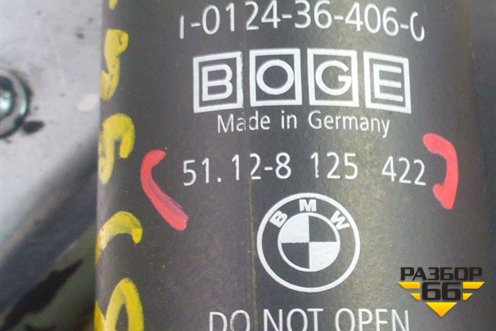 1-0124-36-406-0
BOGE
Made in Germany
51.12-8 125 422
BMW
DO NOT OPEN
РАЗБОР
66